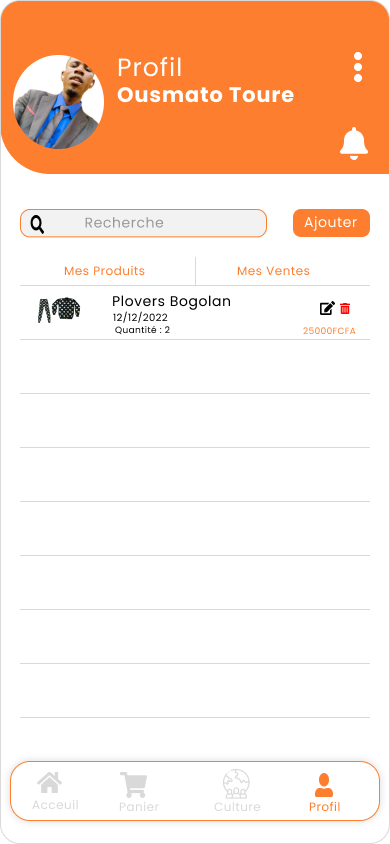 Profil
Ousmato Toure
Recherche
Ajouter
Mes Produits
Mes Ventes
Plovers Bogolan
12/12/2022
Quantité : 2
25000FCFA
Acceuil
Panier
Culture
Profil